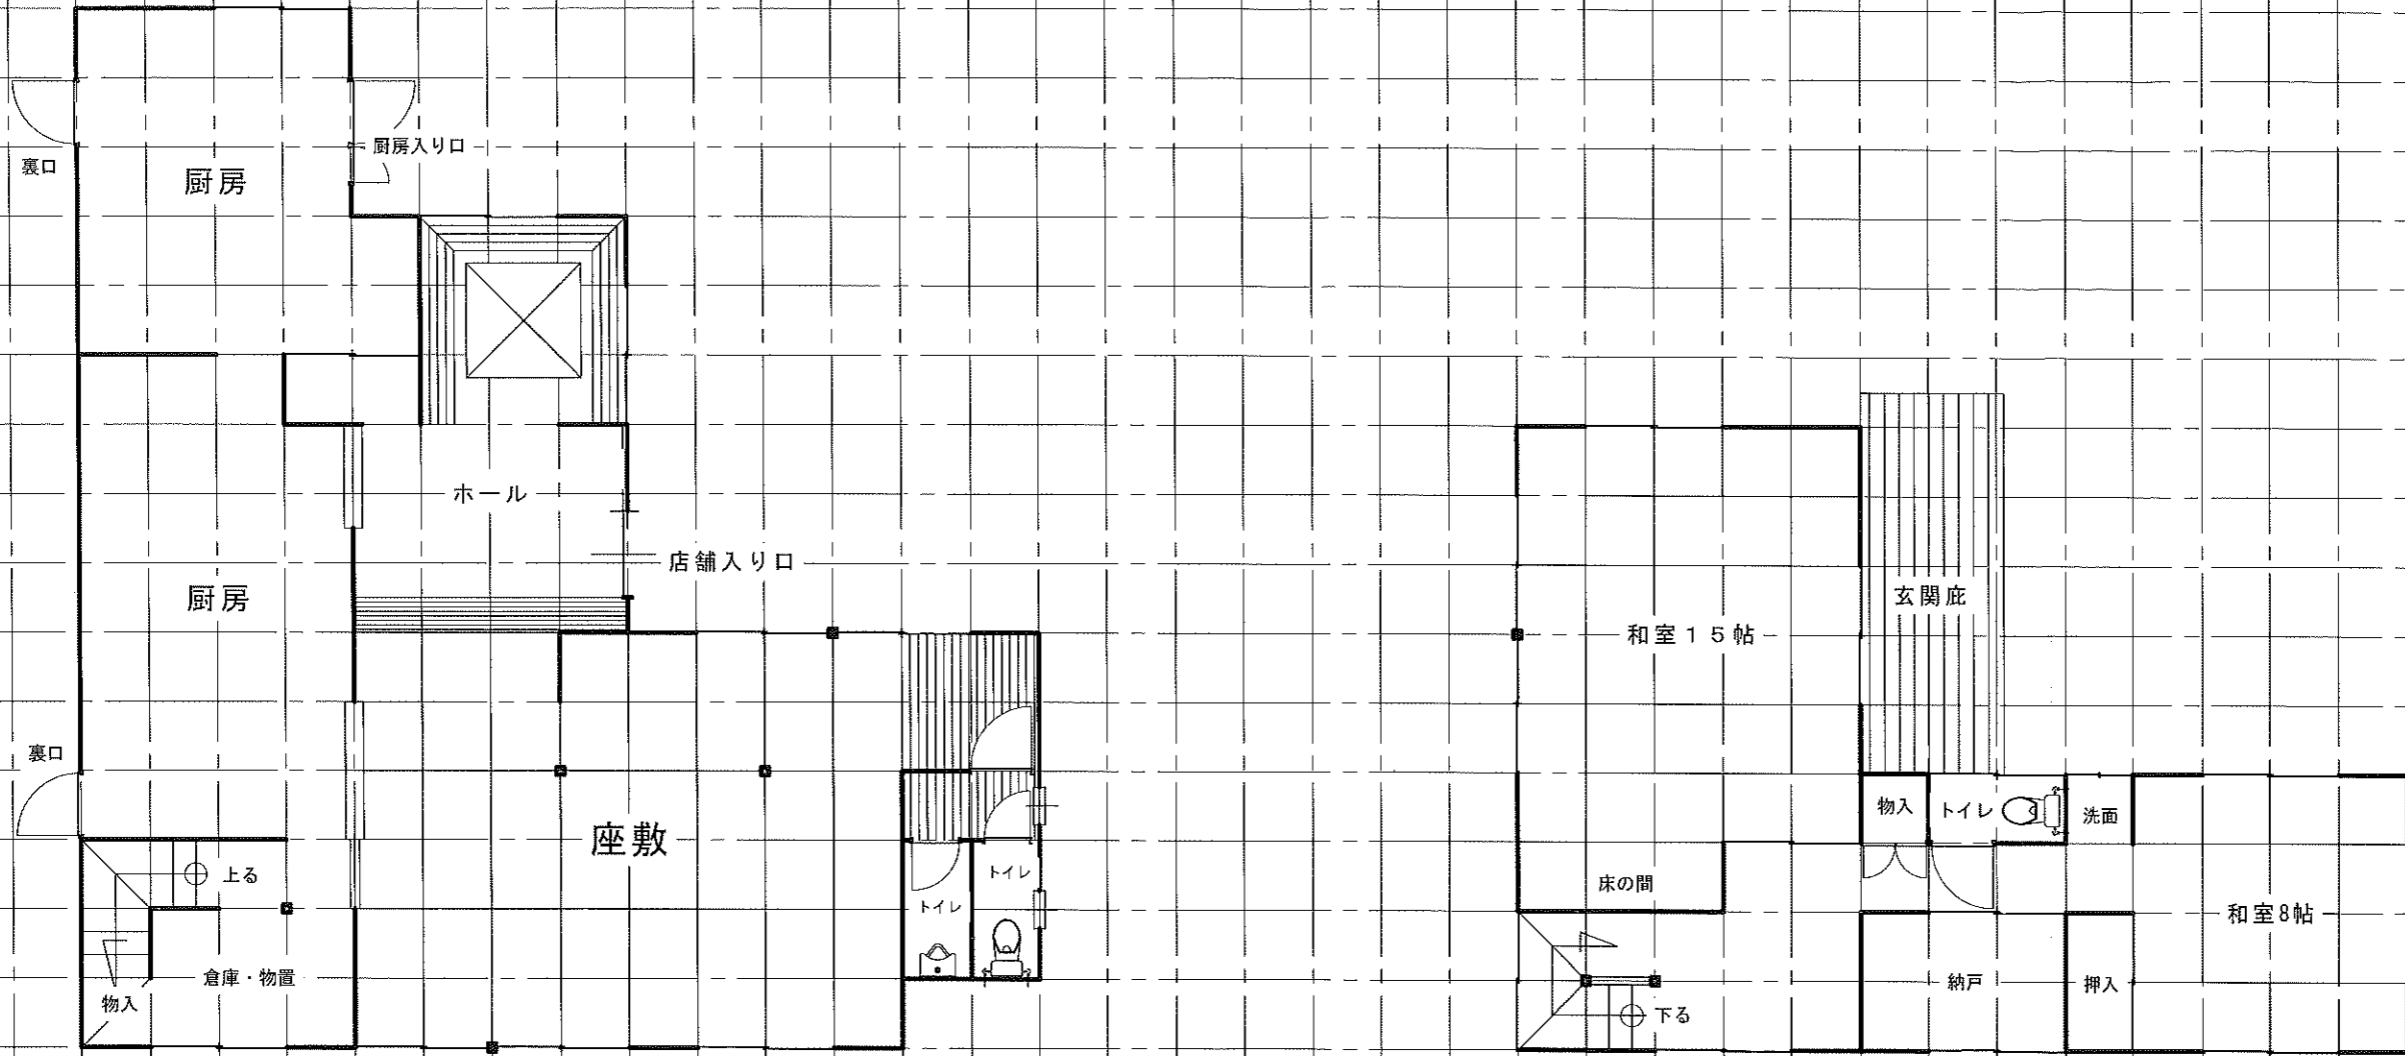 厨房入り口
裏口
厨房
ホール
店舗入り口
厨房
裏口
座敷
上る
トイレ
トイレ
倉庫・物置
物入
玄関庇
和室１５帖
物入
トイレ
洗面
床の間
和室8帖
納戸
押入
下る